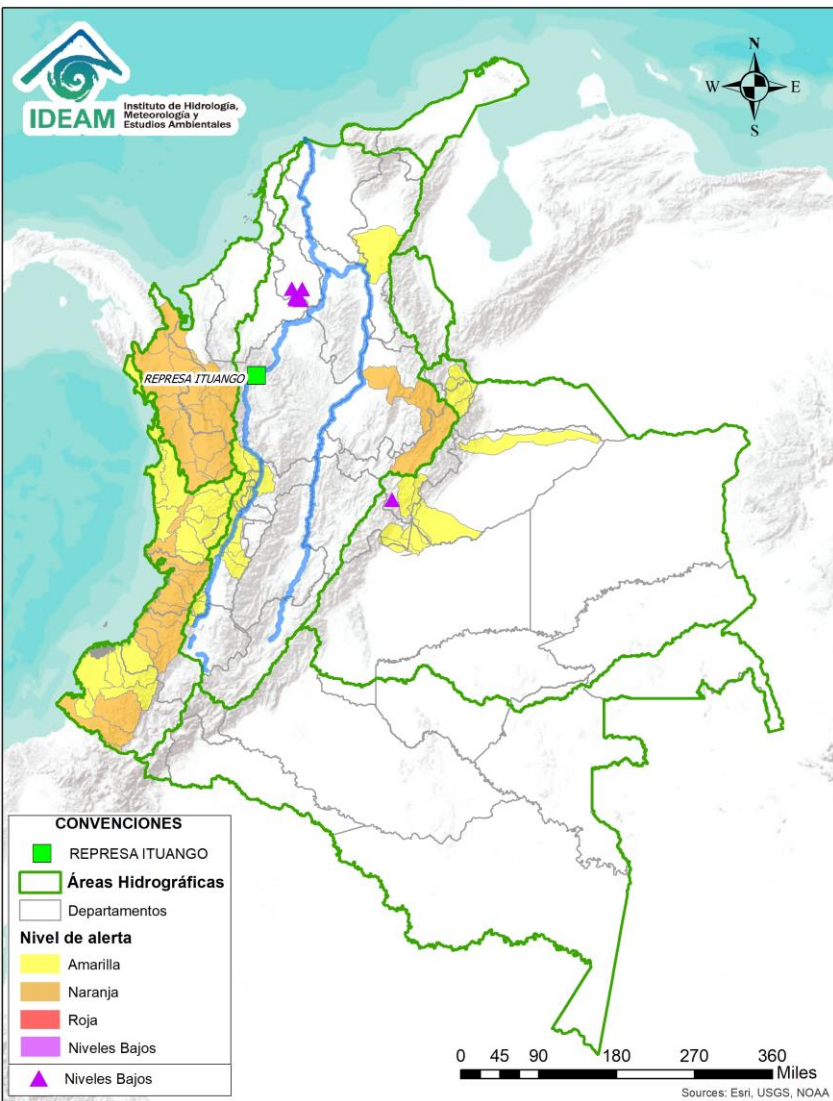 IDEAM
Instituto de Hidrología,
Meteorología y
Estudios Ambientales
N
W
E
S
REPRESA ITUANGO
CONVENCIONES
REPRESA ITUANGO
Áreas Hidrográficas
Departamentos
Nivel de alerta
Amarilla
Naranja
Roja
Niveles Bajos
Niveles Bajos
0 45 90 180 270 360
Miles
Sources: Esri, USGS, NOAA